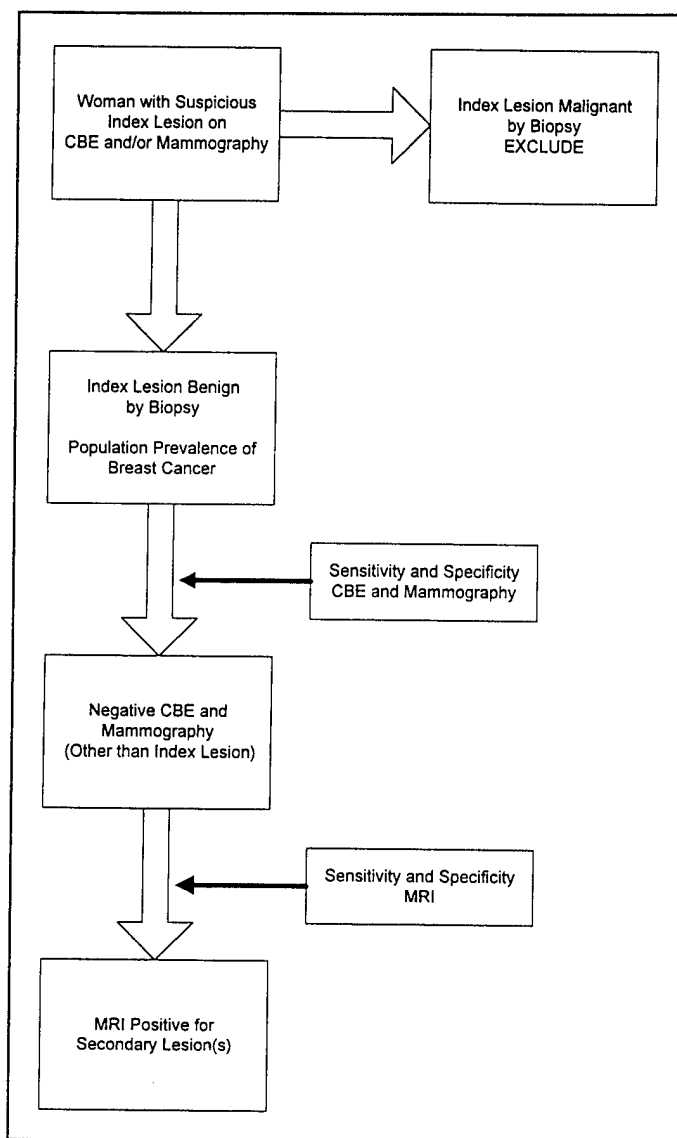 Woman with Suspicious
Index Lesion on
CBE and/or Mammography
Index Lesion Malignant
by Biopsy
EXCLUDE
Index Lesion Benign
by Biopsy
Population Prevalence of
Breast Cancer
Sensitivity and Specificity
CBE and Mammography
Negative CBE and
Mammography
(Other than Index Lesion)
Sensitivity and Specificity
MRI
MRI Positive for
Secondary Lesion(s)